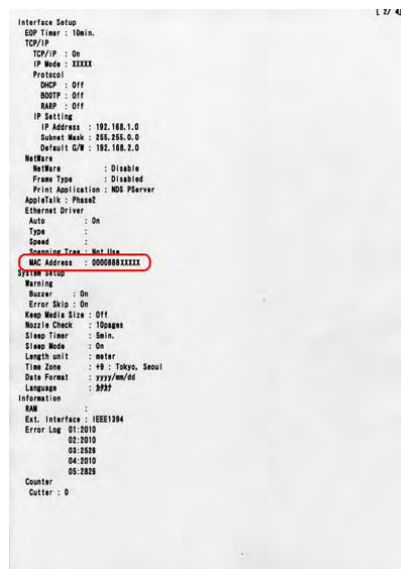 [ 2/ 4]
Interface Setup
EOP Timer : 10min.
TCP/IP
TCP/IP : On
IP Mode : XXXXX
Protocol
DHCP : Off
BOOTP : Off
RARP : Off
IP Setting
IP Address : 192.168.1.0
Subnet Mask : 255.255.0.0
Default G/W : 192.168.2.0
NetWare
NetWare : Disable
Frame Type : Disabled
Print Application : NDS PServer
AppleTalk : Phase2
Ethernet Driver
Auto : On
Type :
Speed :
Spanning Tree : Not Use
MAC Address : 0000888XXXXX
System Setup
Warning
Buzzer : On
Error Skip : On
Keep Media Size : Off
Nozzle Check : 10pages
Sleep Timer : 5min.
Sleep Mode : On
Length unit : meter
Time Zone : +9 : Tokyo, Seoul
Date Format : yyyy/mm/dd
Language :
Information
RAM :
Ext. Interface : IEEE1394
Error Log 01:2010
02:2010
03:2526
04:2010
05:2826
Counter
Cutter : 0